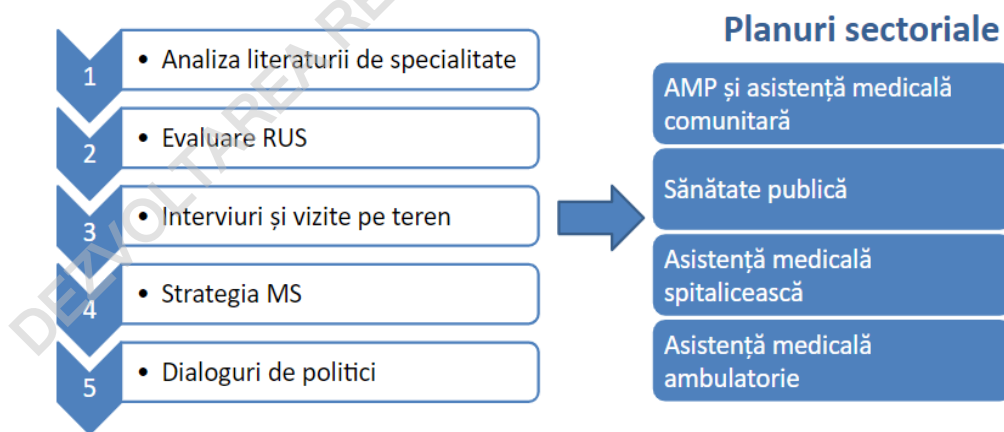 1
• Analiza literaturii de specialitate
2
• Evaluare RUS
3
• Interviuri și vizite pe teren
4
• Strategia MS
5
• Dialoguri de politici
Planuri sectoriale
AMP și asistență medicală
comunitară
Sănătate publică
Asistență medicală
spitalicească
Asistență medicală
ambulatorie
DEZVOLTAREA